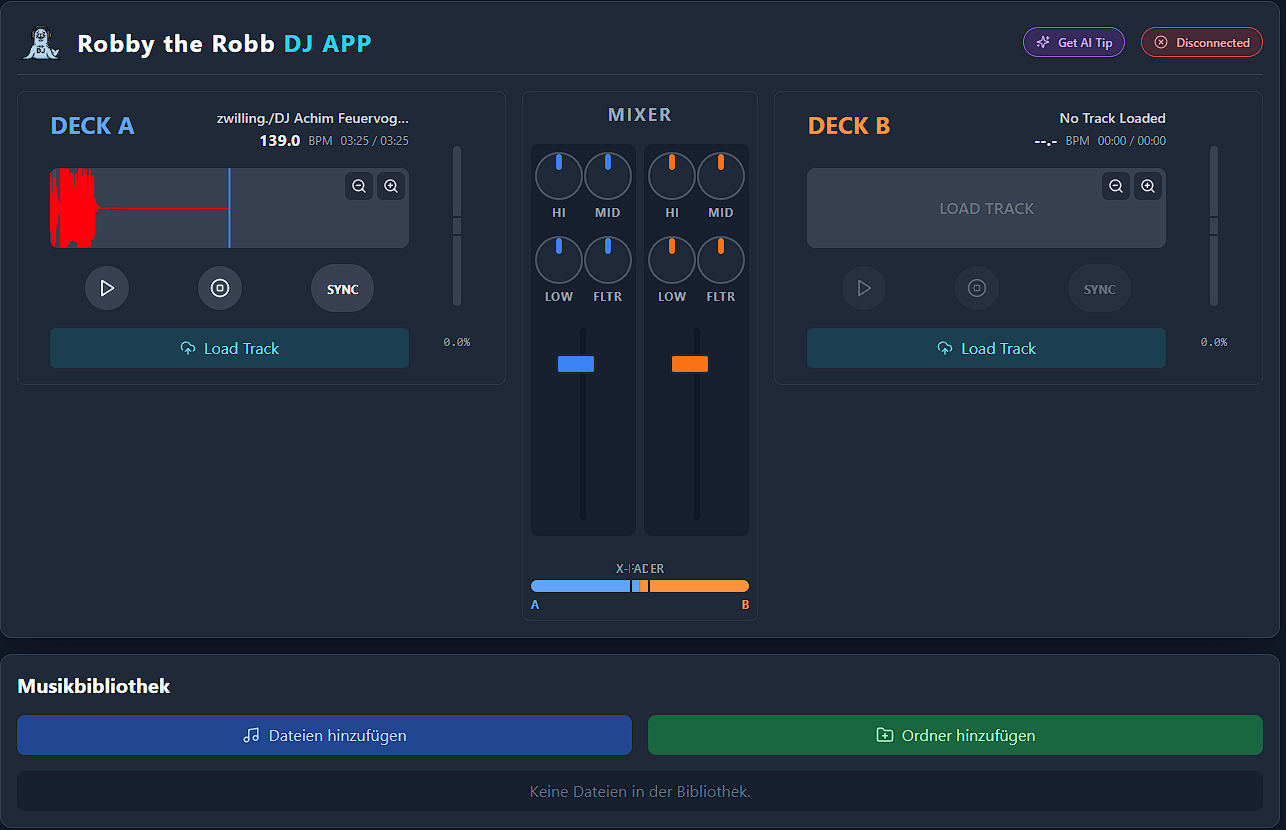 DJ
Robby the Robb DJ APP
Get AI Tip
Disconnected
DECK A
zwilling./DJ Achim Feuervog...
139.0 BPM 03:25 / 03:25
SYNC
Load Track
0.0%
MIXER
HI MID HI MID
LOW FLTR LOW FLTR
X-FADER
A B
DECK B
No Track Loaded
--.- BPM 00:00 / 00:00
LOAD TRACK
SYNC
Load Track
0.0%
Musikbibliothek
Dateien hinzufügen
Ordner hinzufügen
Keine Dateien in der Bibliothek.